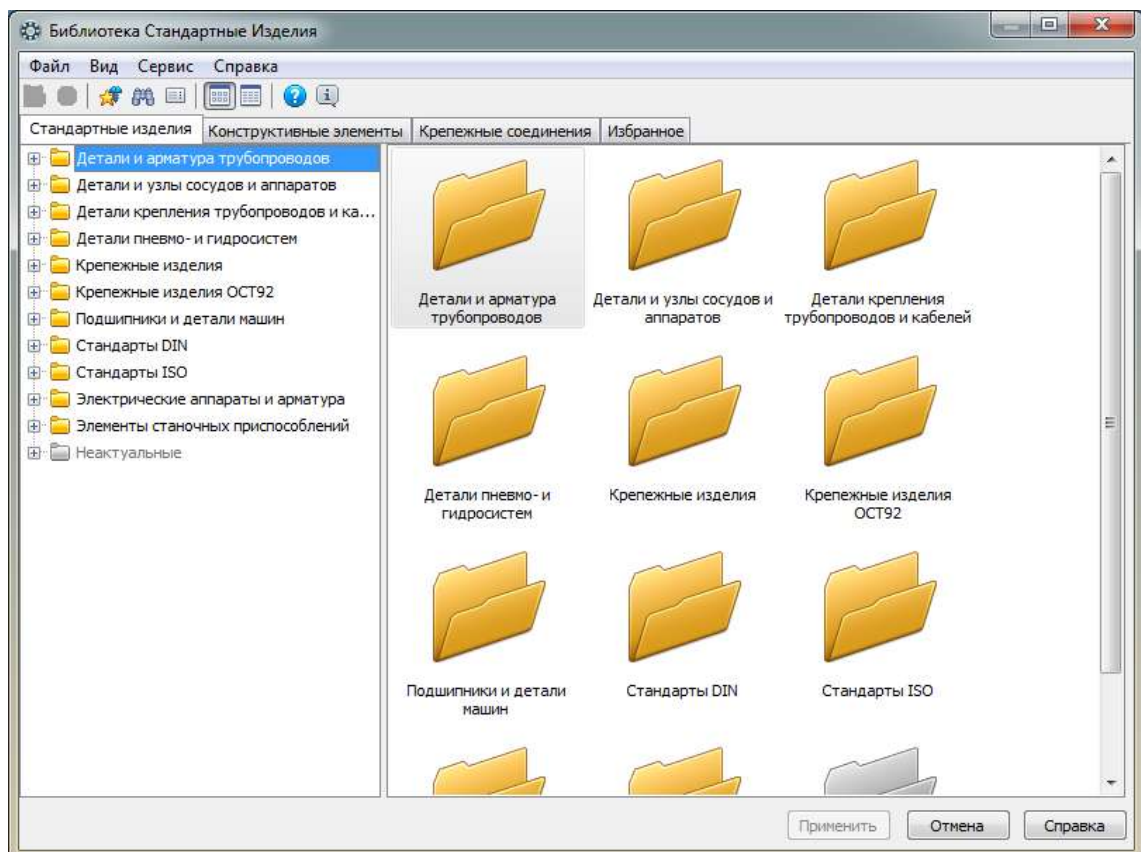 Библиотека Стандартные Изделия
Файл Вид Сервис Справка
Стандартные изделия Конструктивные элементы Крепежные соединения Избранное
Детали и арматура трубопроводов
Детали и узлы сосудов и аппаратов
Детали крепления трубопроводов и ка...
Детали пневмо- и гидросистем
Крепежные изделия
Крепежные изделия ОСТ92
Подшипники и детали машин
Стандарты DIN
Стандарты ISO
Электрические аппараты и арматура
Элементы станочных приспособлений
Неактуальные
Детали и арматура
трубопроводов
Детали и узлы сосудов и
аппаратов
Детали крепления
трубопроводов и кабелей
Детали пневмо- и
гидросистем
Крепежные изделия
Крепежные изделия
ОСТ92
Подшипники и детали
машин
Стандарты DIN
Стандарты ISO
Применить Отмена Справка